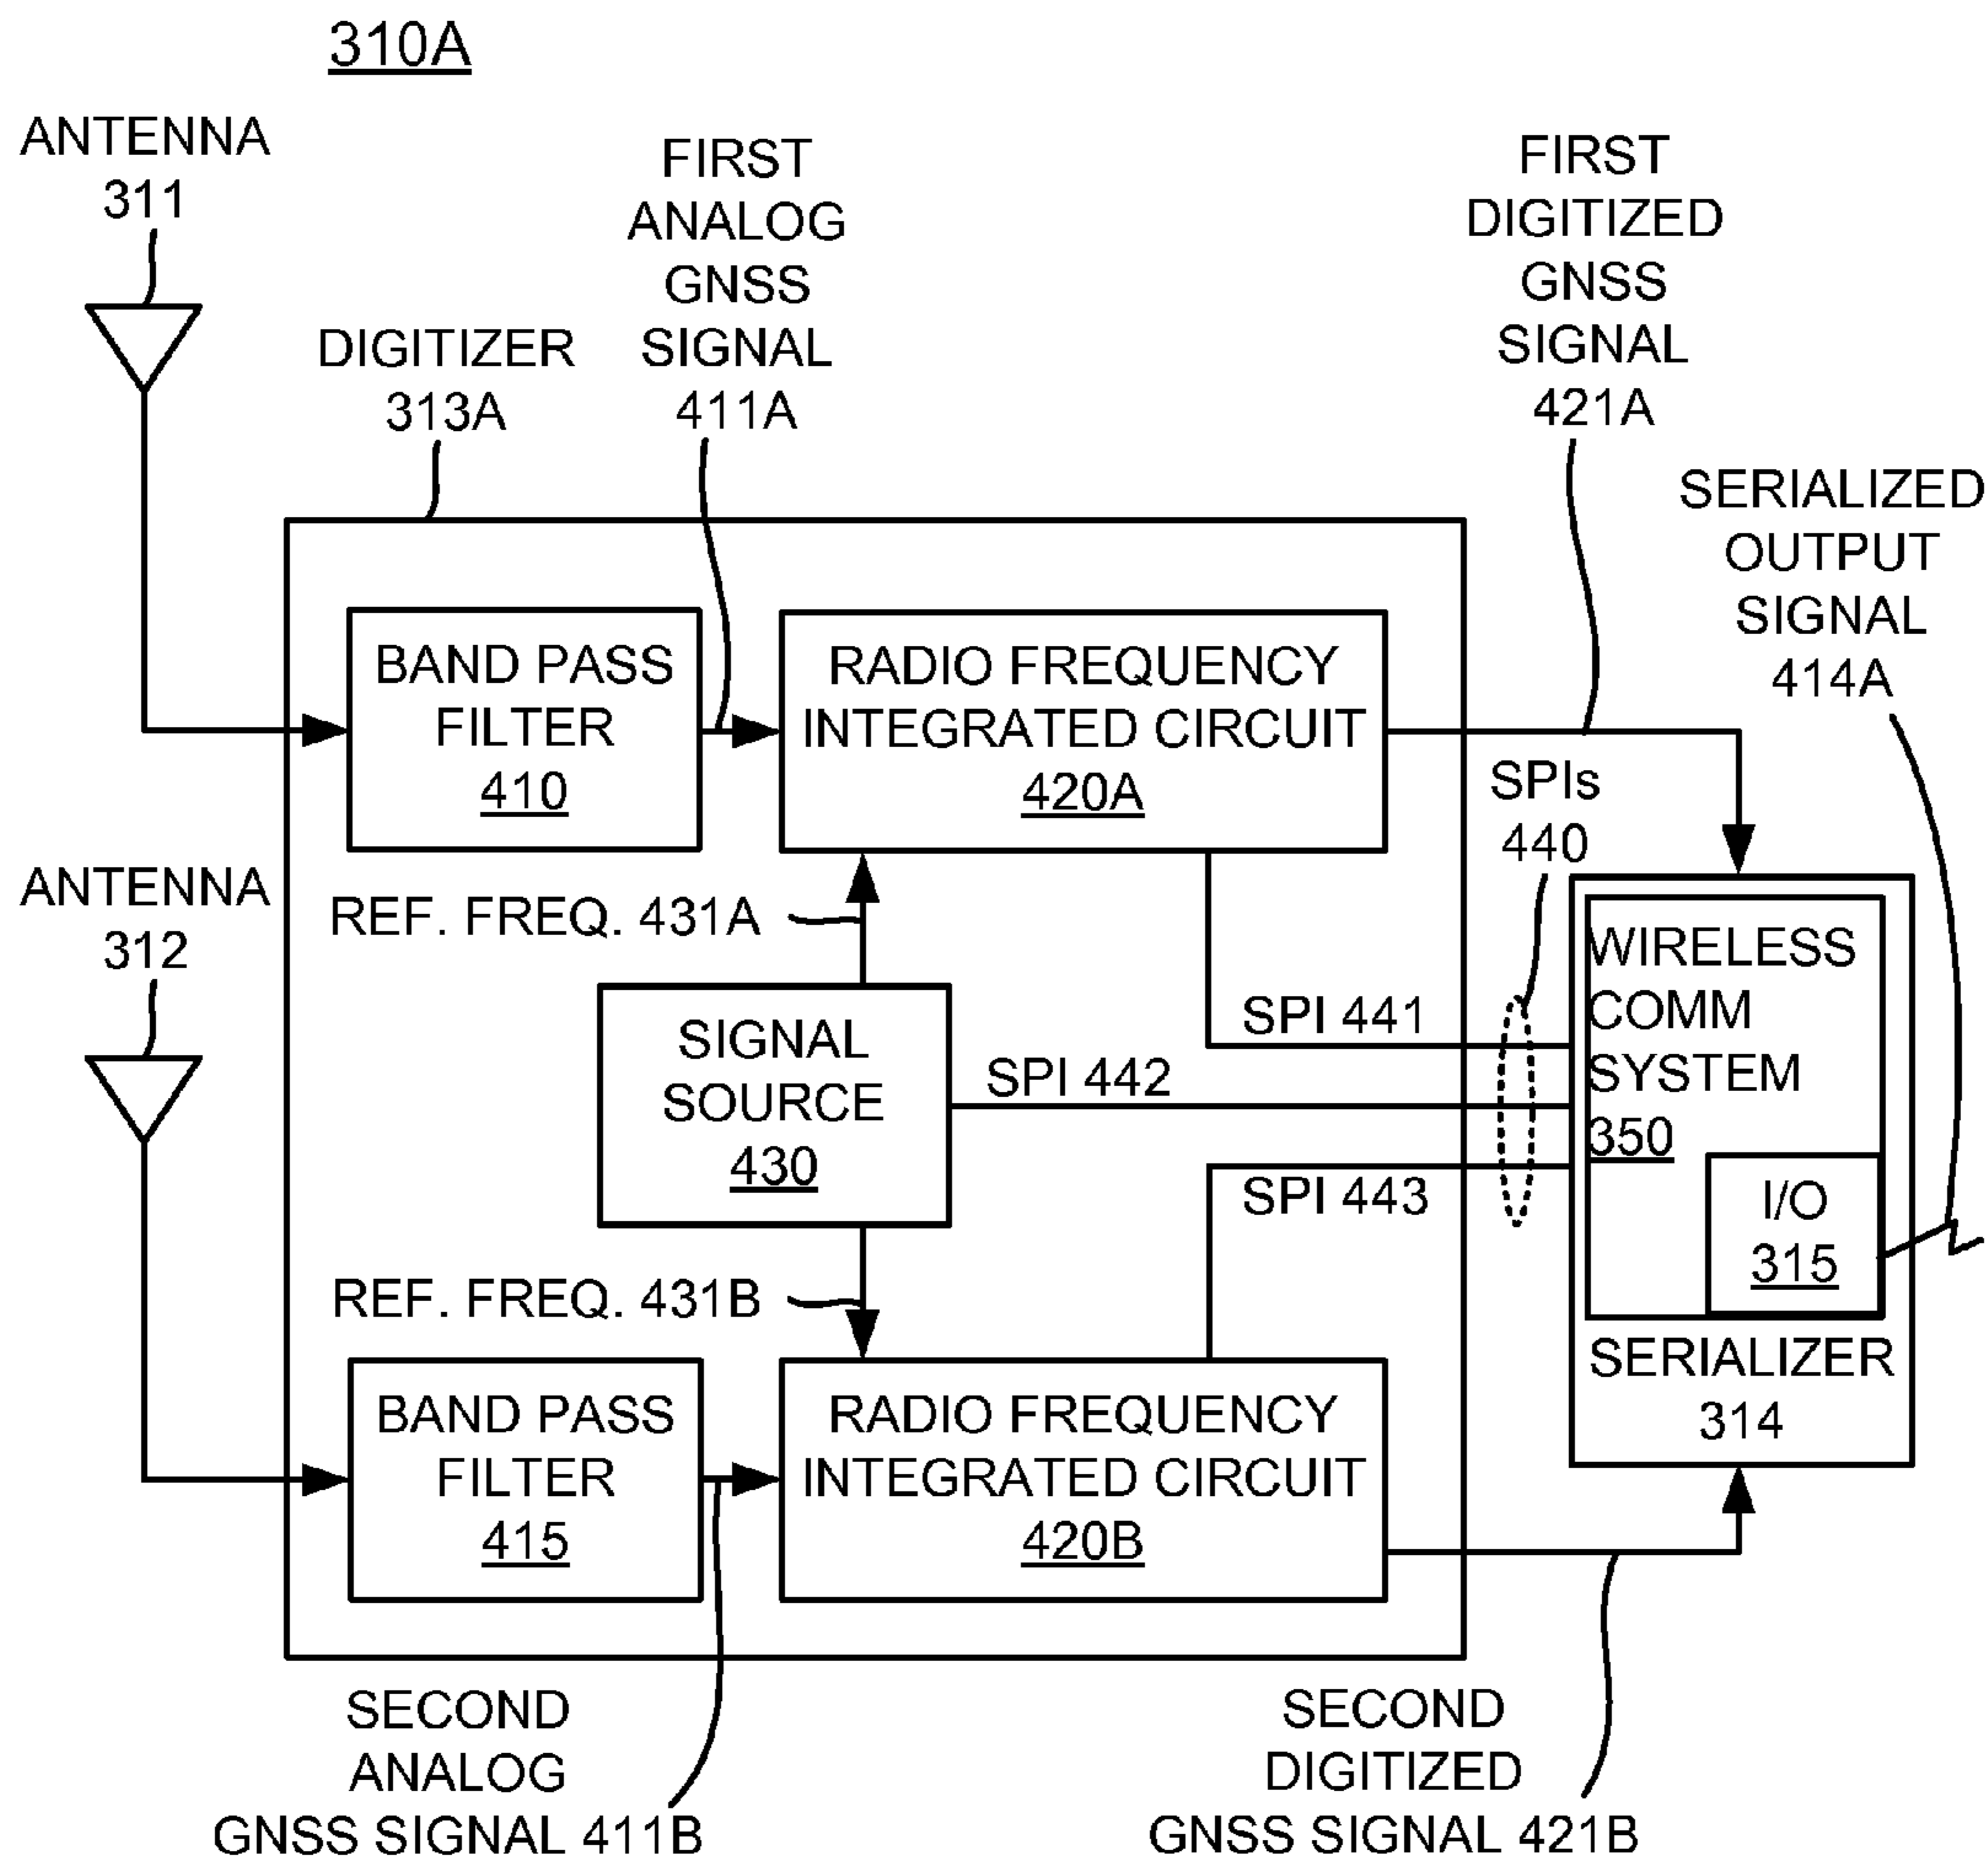 310A
ANTENNA
311
FIRST
ANALOG
GNSS
SIGNAL
411A
FIRST
DIGITIZED
GNSS
SIGNAL
421A
DIGITIZER
313A
SERIALIZED
OUTPUT
SIGNAL
414A
BAND PASS
FILTER
410
RADIO FREQUENCY
INTEGRATED CIRCUIT
420A
SPIs
440
ANTENNA
312
REF. FREQ. 431A
SIGNAL
SOURCE
430
SPI 441
SPI 442
SPI 443
WIRELESS
COMM
SYSTEM
350
I/O
315
SERIALIZER
314
REF. FREQ. 431B
BAND PASS
FILTER
415
RADIO FREQUENCY
INTEGRATED CIRCUIT
420B
SECOND
ANALOG
GNSS SIGNAL 411B
SECOND
DIGITIZED
GNSS SIGNAL 421B